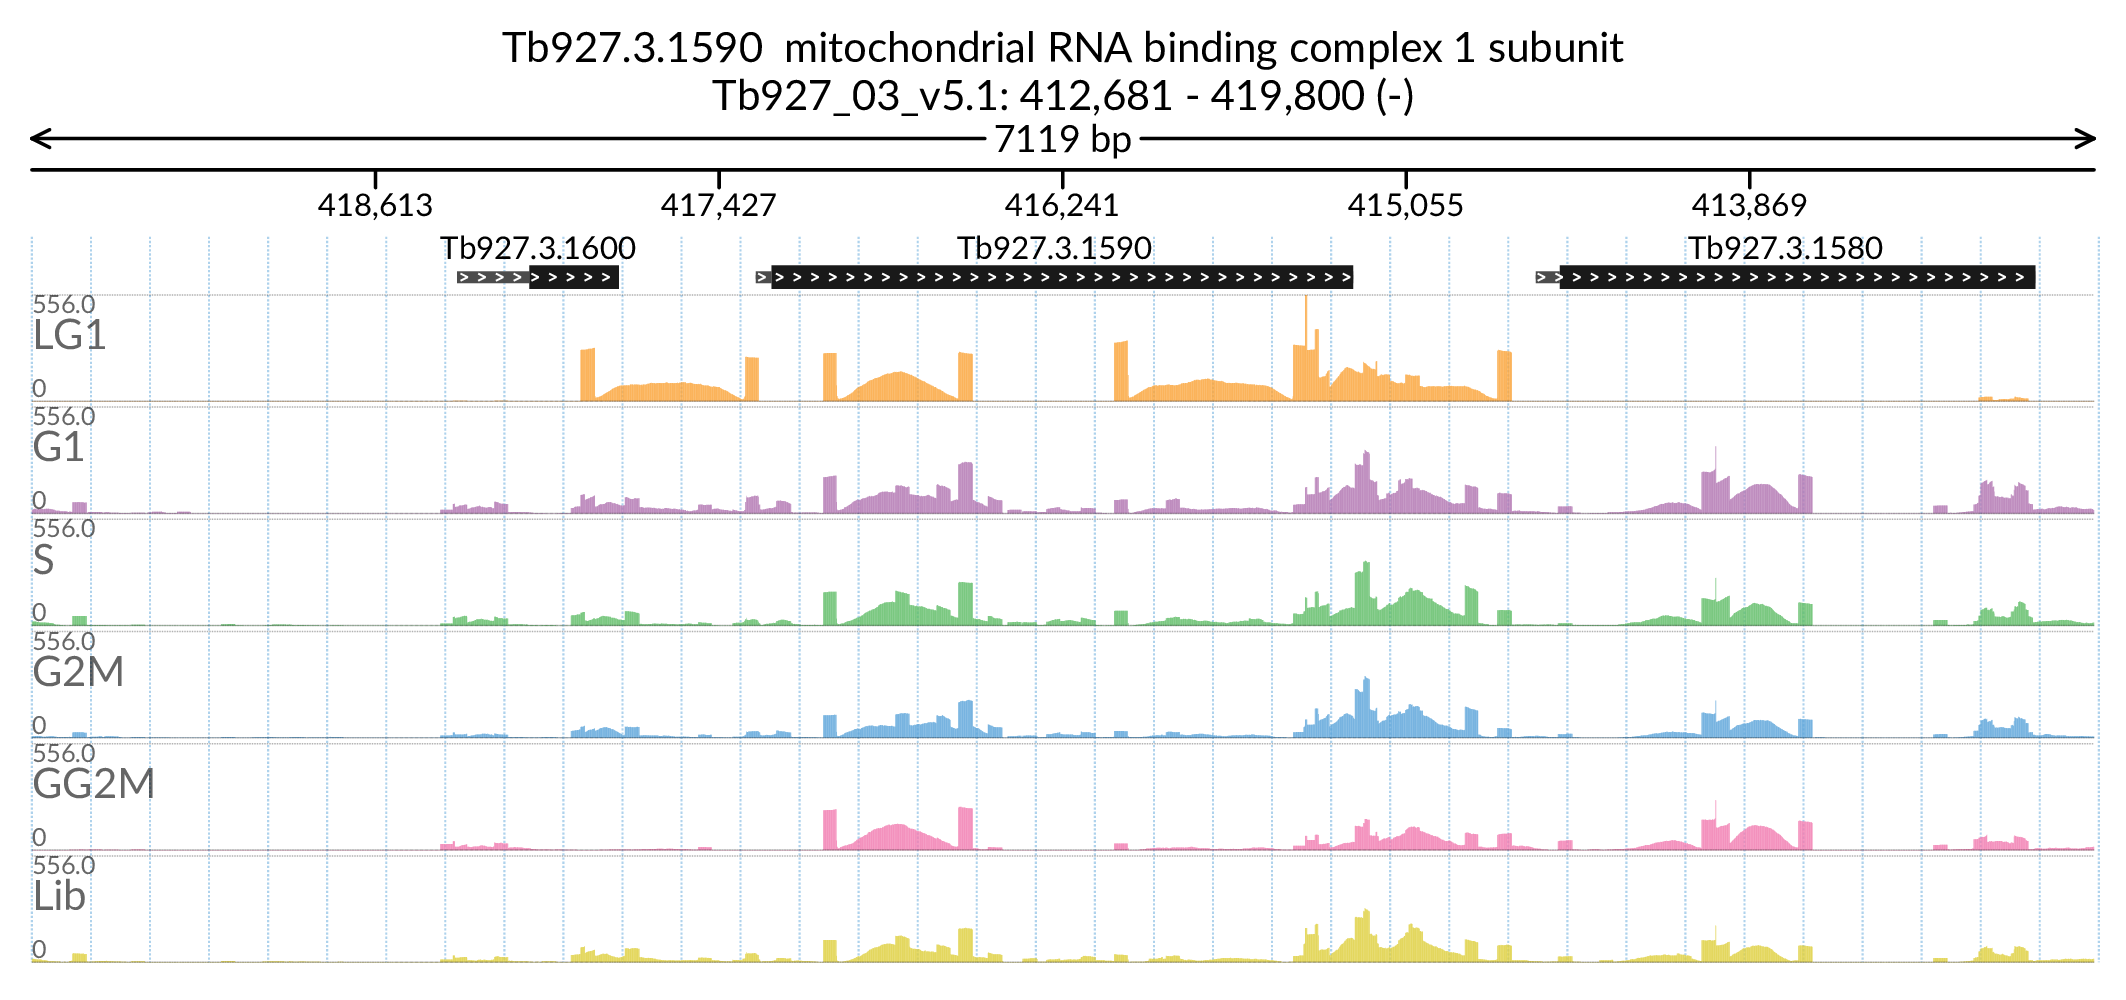 Tb927.3.1590 mitochondrial RNA binding complex 1 subunit
Tb927_03_v5.1: 412,681 - 419,800 (-)
7119 bp
418,613 417,427 416,241 415,055 413,869
Tb927.3.1600 Tb927.3.1590 Tb927.3.1580
556.0
LG1
0
556.0
G1
0
556.0
S
0
556.0
G2M
0
556.0
GG2M
0
556.0
Lib
0